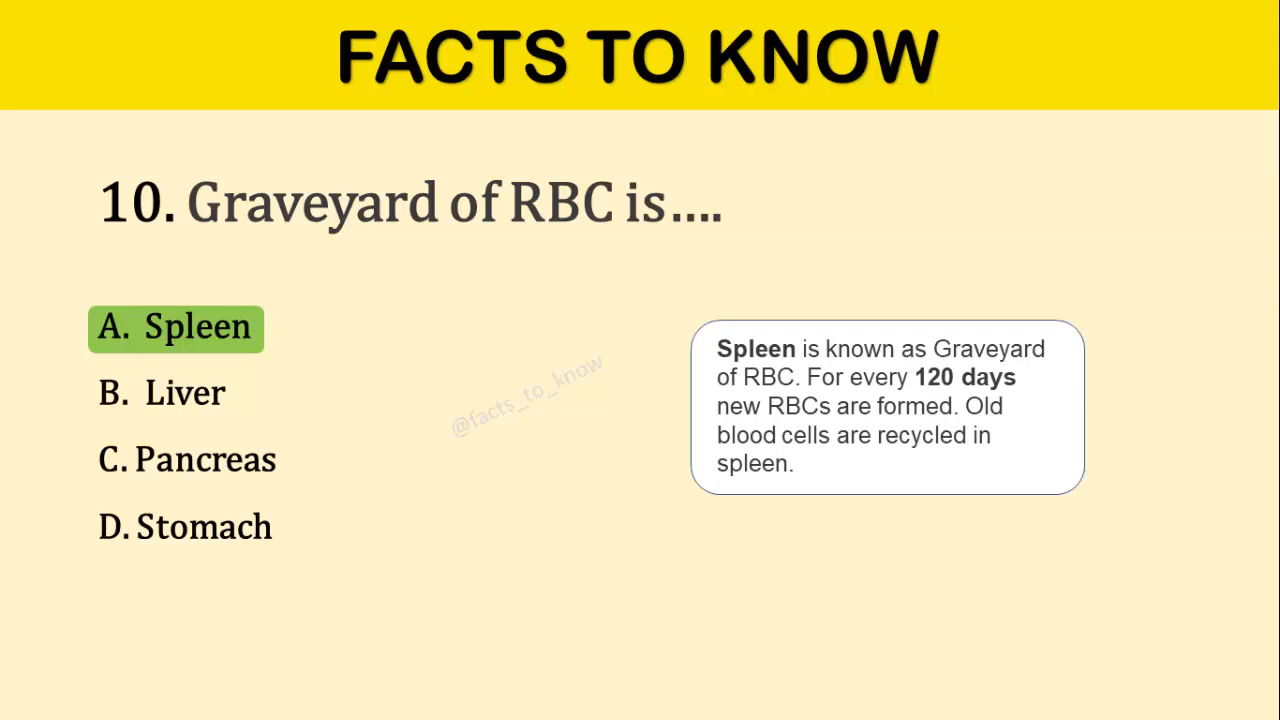 FACTS TO KNOW
10. Graveyard of RBC is....
A. Spleen
B. Liver
C. Pancreas
D. Stomach
@facts_to_know
Spleen is known as Graveyard
of RBC. For every 120 days
new RBCs are formed. Old
blood cells are recycled in
spleen.